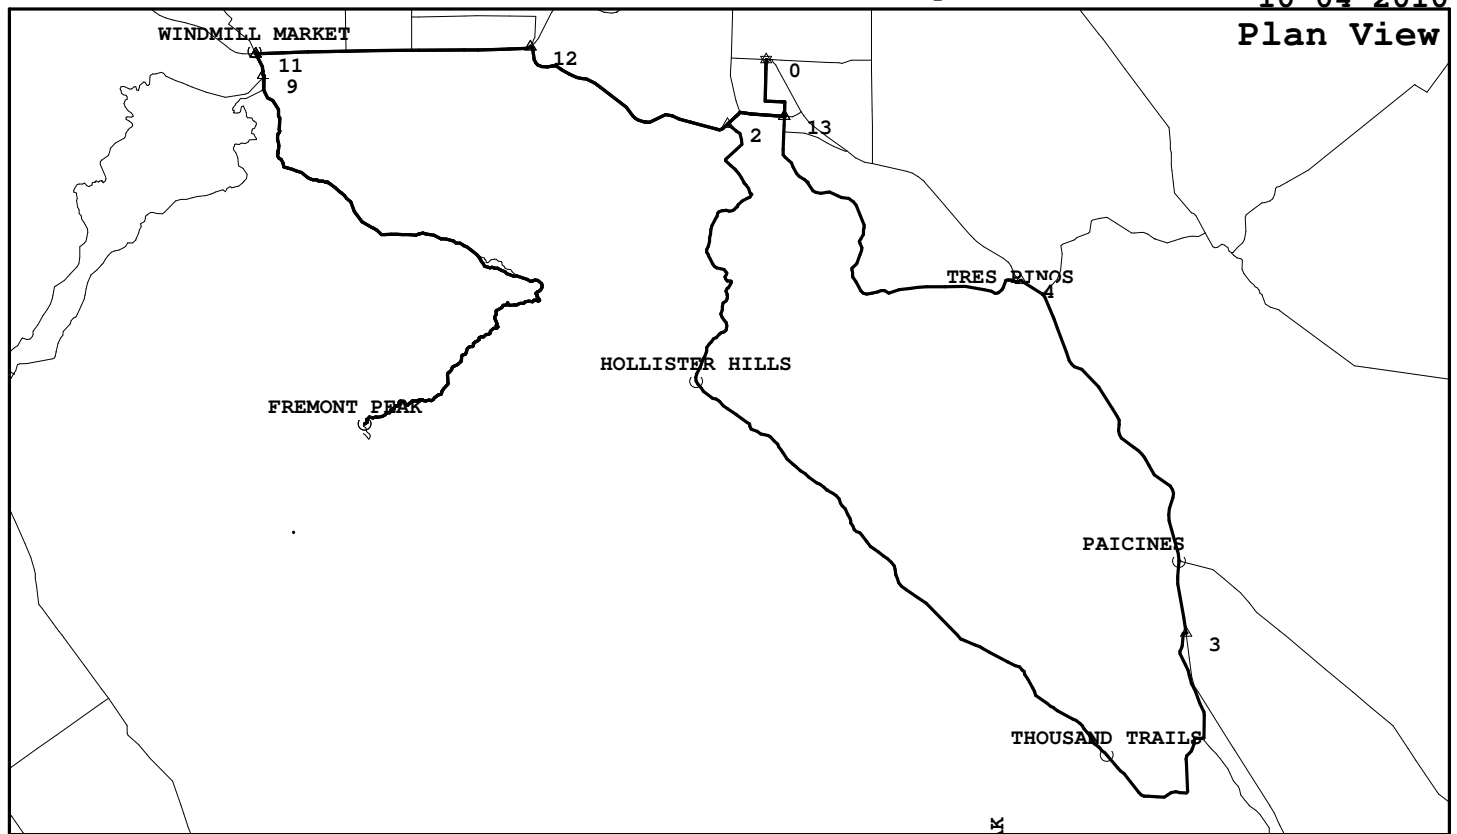 10-04-2010
Plan View
WINDMILL MARKET
11
9
12
0
2
13
TRES PINOS
4
HOLLISTER HILLS
FREMONT PEAK
PAICINES
3
THOUSAND TRAILS